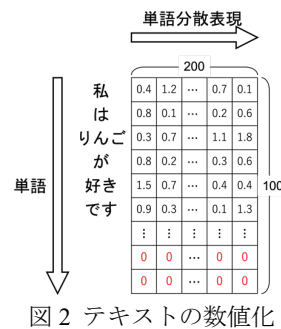 単語分散表現
200
私 0.4 1.2 … 0.7 0.1
は 0.8 0.1 … 0.2 0.6
りんご 0.3 0.7 … 1.1 1.8
が 0.8 0.2 … 0.3 0.6
単語 好き 1.5 0.7 … 0.4 0.4 100
です 0.9 0.3 … 0.1 1.3
⋮ ⋮ ⋮ ⋮
0 0 … 0 0
0 0 … 0 0
図 2 テキストの数値化